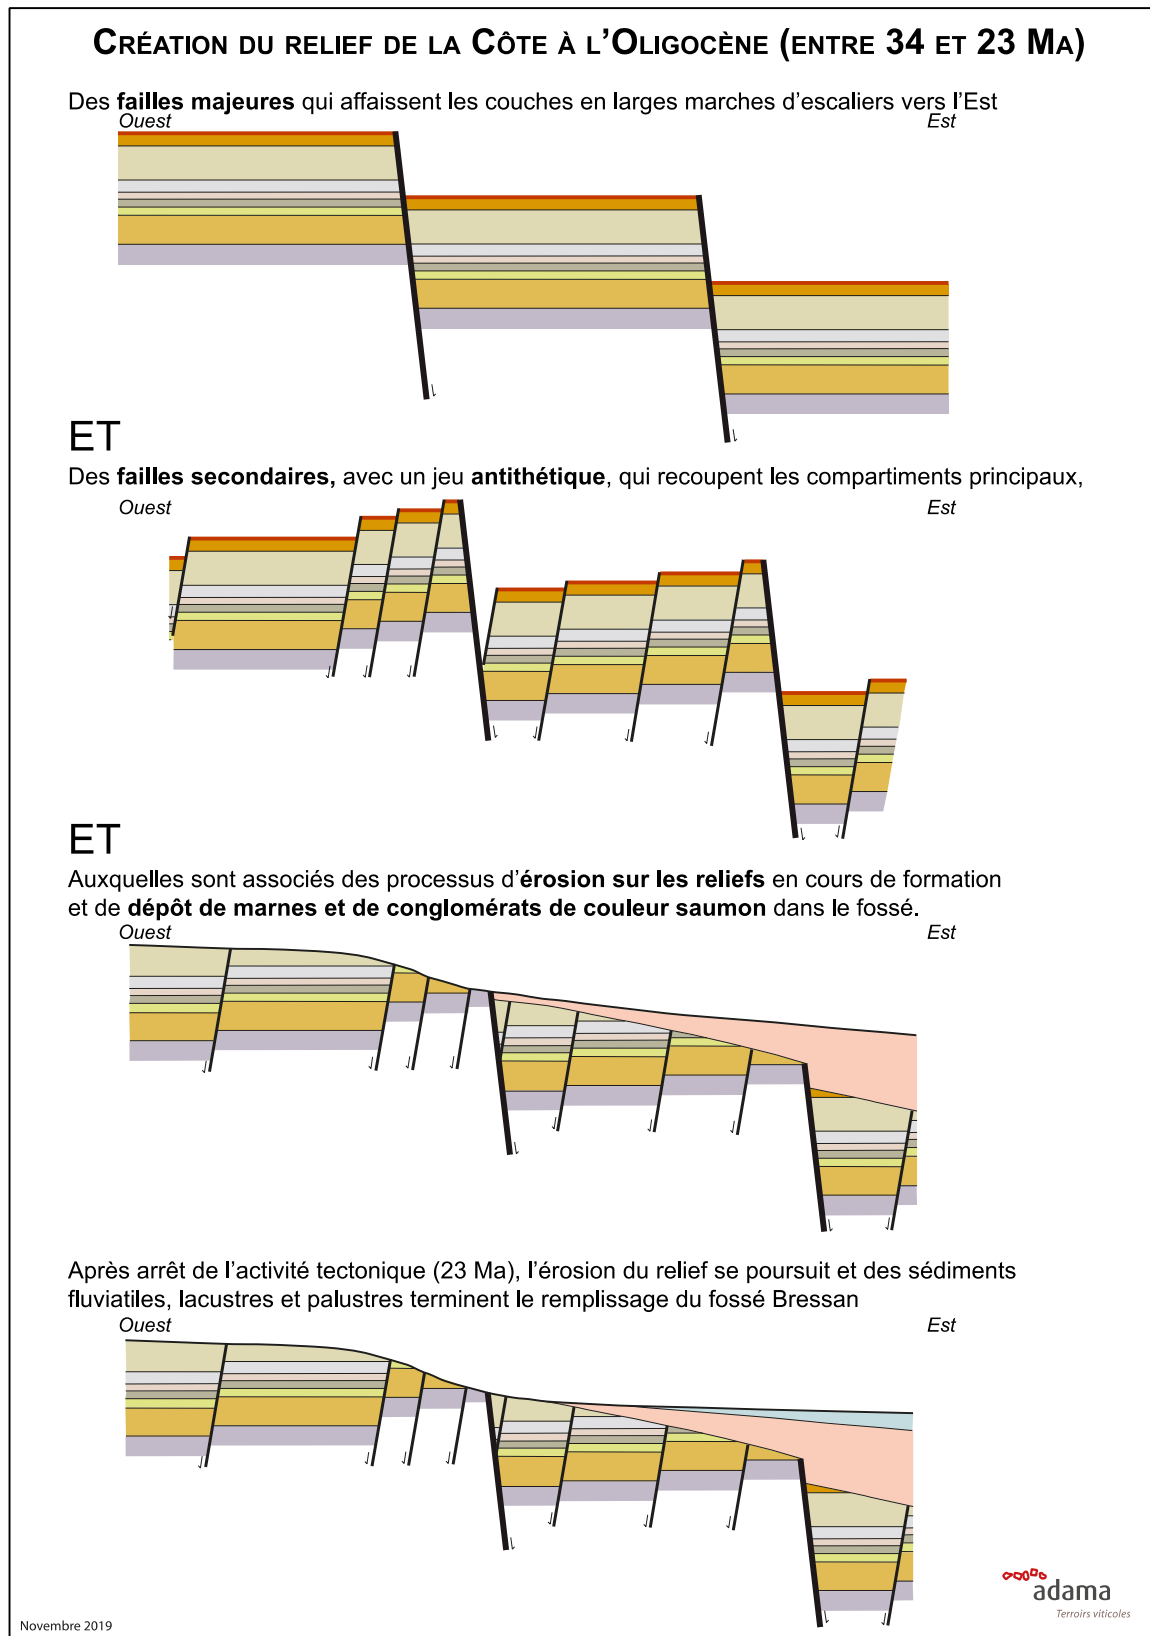 CRÉATION DU RELIEF DE LA CÔTE À L'OLIGOCÈNE (ENTRE 34 ET 23 MA)
Des failles majeures qui affaissent les couches en larges marches d'escaliers vers l'Est
Ouest Est
ET
Des failles secondaires, avec un jeu antithétique, qui recoupent les compartiments principaux,
Ouest Est
ET
Auxquelles sont associés des processus d'érosion sur les reliefs en cours de formation
et de dépôt de marnes et de conglomérats de couleur saumon dans le fossé.
Ouest Est
Après arrêt de l'activité tectonique (23 Ma), l'érosion du relief se poursuit et des sédiments
fluviatiles, lacustres et palustres terminent le remplissage du fossé Bressan
Ouest Est
adama
Terroirs viticoles
Novembre 2019